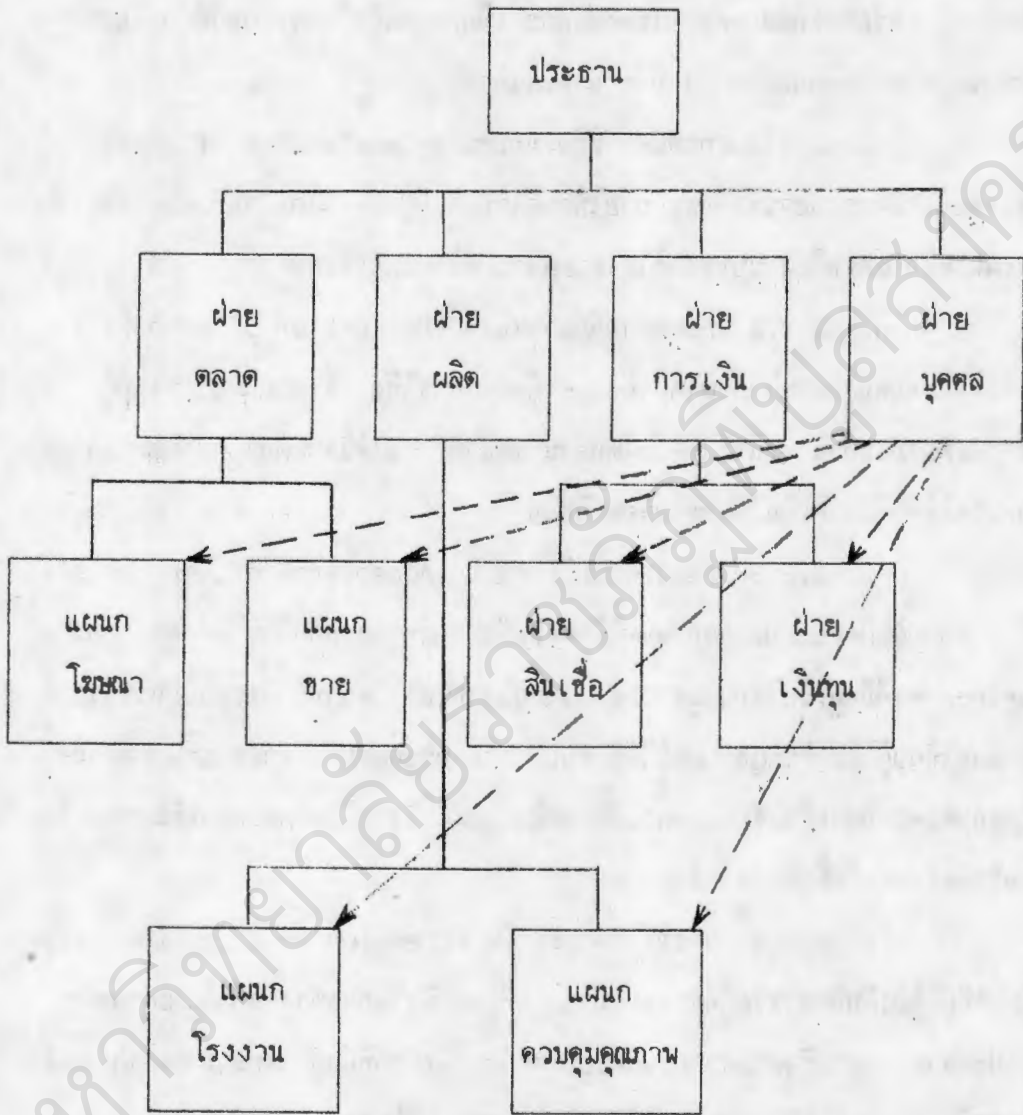 ประธาน
ฝ่าย
ตลาด
ฝ่าย
ผลิต
ฝ่าย
การเงิน
ฝ่าย
บุคคล
แผนก
โฆษณา
แผนก
ขาย
ฝ่าย
สินเชื่อ
ฝ่าย
เงินทุน
แผนก
โรงงาน
แผนก
ควบคุมคุณภาพ